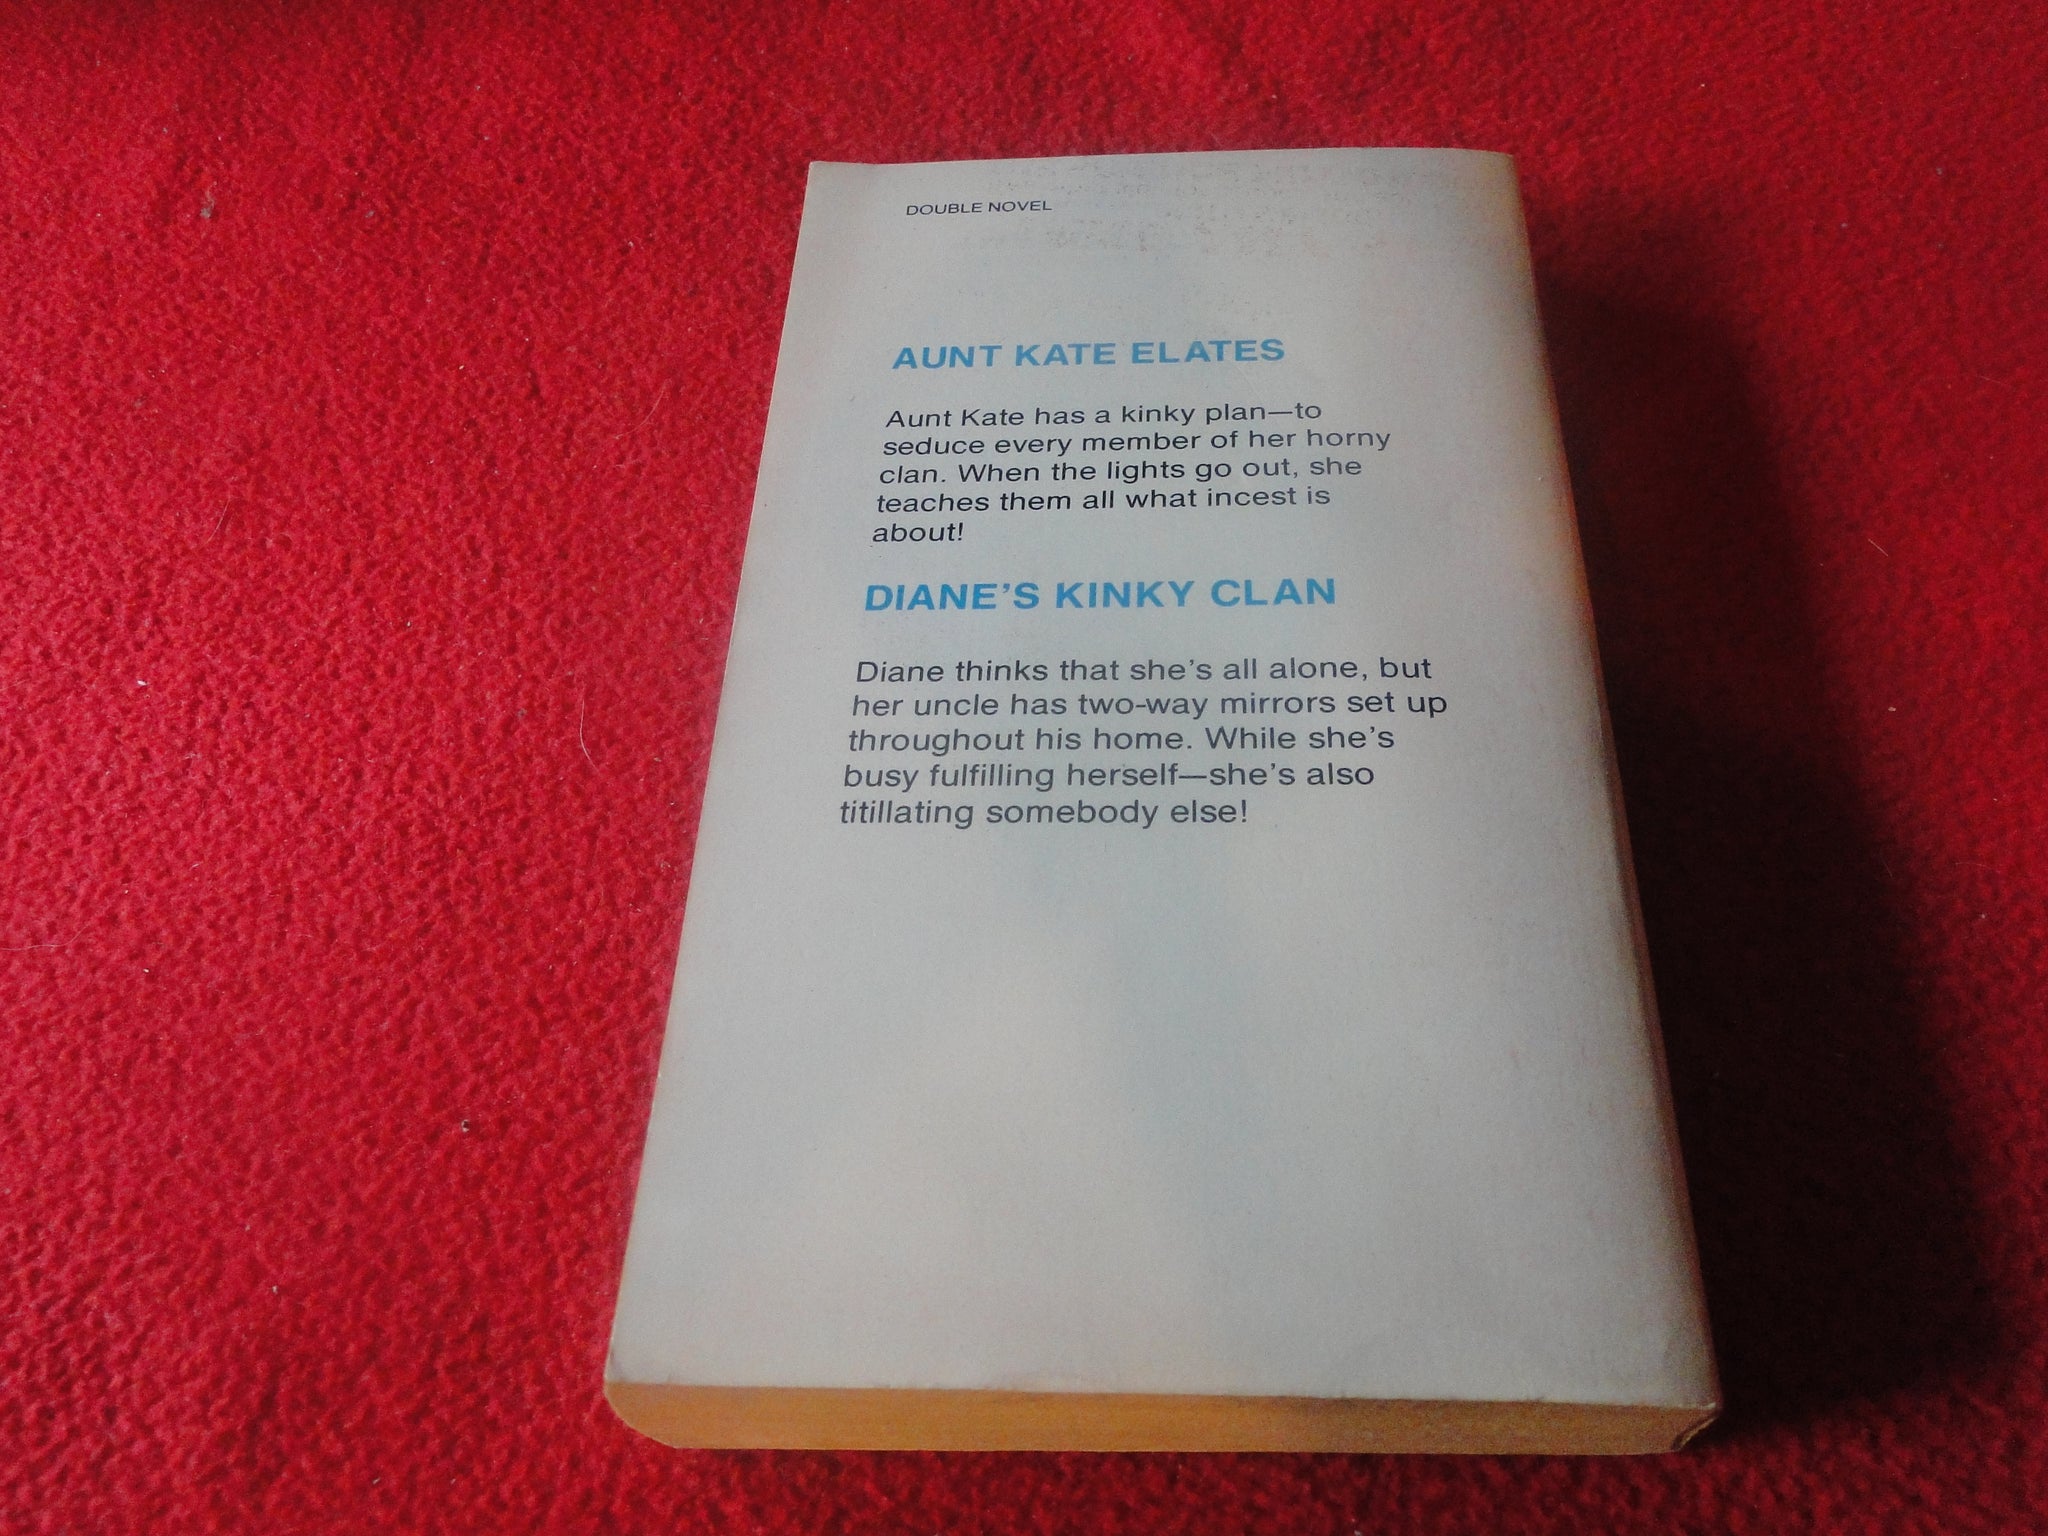 DOUBLE NOVEL
AUNT KATE ELATES
Aunt Kate has a kinky plan—to
seduce every member of her horny
clan. When the lights go out, she
teaches them all what incest is
about!
DIANE'S KINKY CLAN
Diane thinks that she's all alone, but
her uncle has two-way mirrors set up
throughout his home. While she's
busy fulfilling herself—she's also
titillating somebody else!